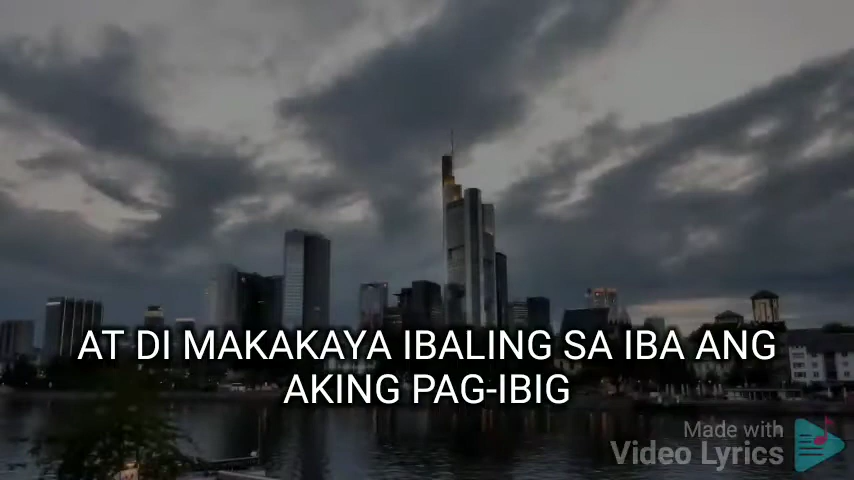 AT DI MAKAKAYA IBALING SA IBA ANG
AKING PAG-IBIG
Made with
Video Lyrics